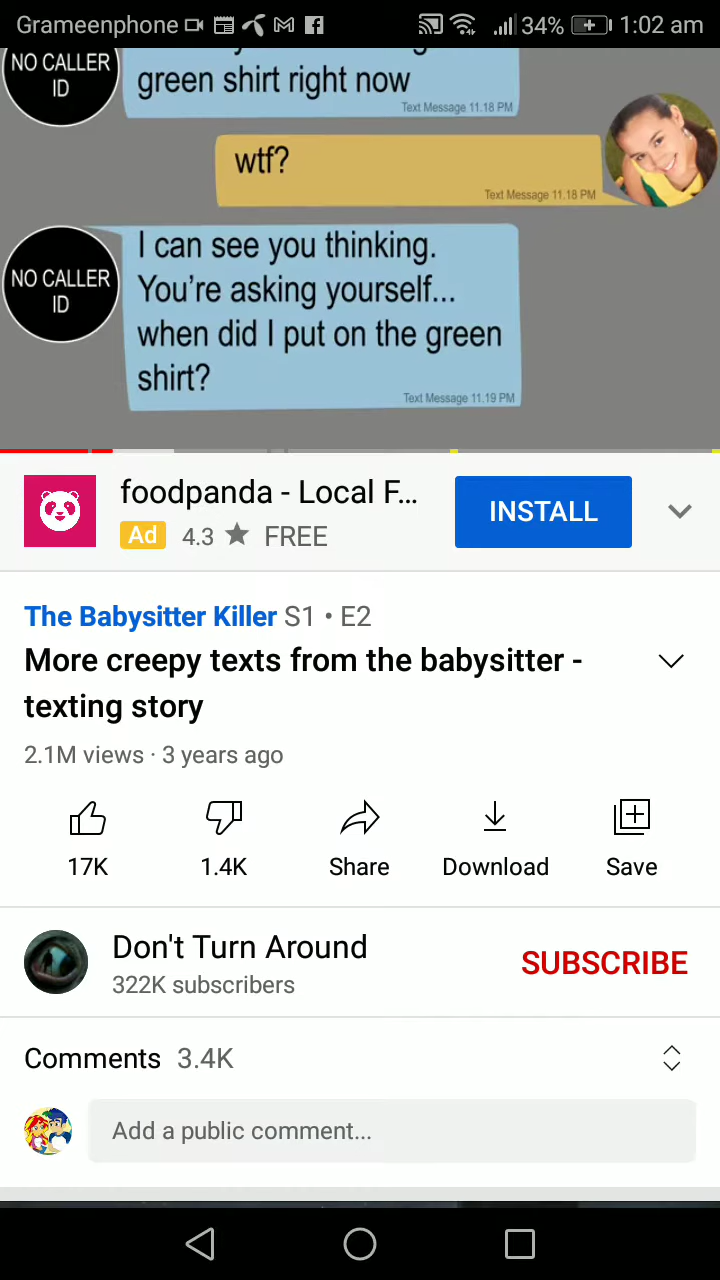 Grameenphone 34% 1:02 am
NO CALLER
ID
green shirt right now
Text Message 11.18 PM
wtf?
Text Message 11.18 PM
NO CALLER
ID
I can see you thinking.
You're asking yourself...
when did I put on the green
shirt?
Text Message 11.19 PM
foodpanda - Local F...
Ad 4.3 ★ FREE
INSTALL
The Babysitter Killer S1 • E2
More creepy texts from the babysitter -
texting story
2.1M views · 3 years ago
17K 1.4K Share Download Save
Don't Turn Around
322K subscribers
SUBSCRIBE
Comments 3.4K
Add a public comment...